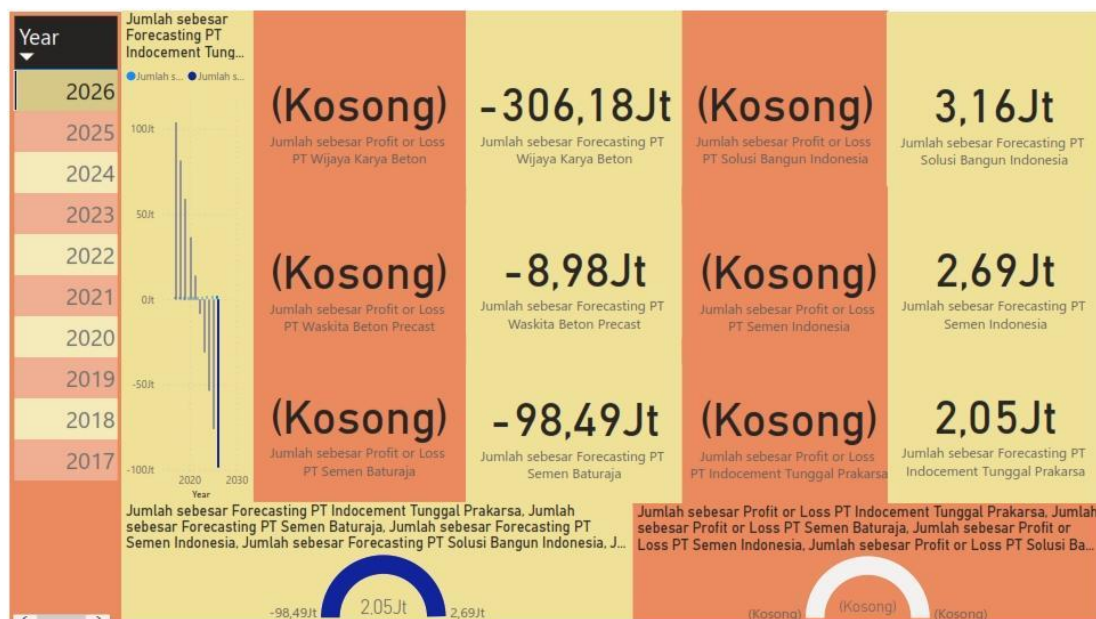 Year
2026
2025
2024
2023
2022
2021
2020
2019
2018
2017
Jumlah sebesar
Forecasting PT
Indocement Tung...
Jumlah s... Jumlah s...
100Jt
50Jt
0Jt
-50Jt
-100Jt
2020 2030
Year
(Kosong)
Jumlah sebesar Profit or Loss
PT Wijaya Karya Beton
-306,18Jt
Jumlah sebesar Forecasting PT
Wijaya Karya Beton
(Kosong)
Jumlah sebesar Profit or Loss
PT Solusi Bangun Indonesia
3,16Jt
Jumlah sebesar Forecasting PT
Solusi Bangun Indonesia
(Kosong)
Jumlah sebesar Profit or Loss
PT Waskita Beton Precast
-8,98Jt
Jumlah sebesar Forecasting PT
Waskita Beton Precast
(Kosong)
Jumlah sebesar Profit or Loss
PT Semen Indonesia
2,69Jt
Jumlah sebesar Forecasting PT
Semen Indonesia
(Kosong)
Jumlah sebesar Profit or Loss
PT Semen Baturaja
-98,49Jt
Jumlah sebesar Forecasting PT
Semen Baturaja
(Kosong)
Jumlah sebesar Profit or Loss
PT Indocement Tunggal Prakarsa
2,05Jt
Jumlah sebesar Forecasting PT
Indocement Tunggal Prakarsa
Jumlah sebesar Forecasting PT Indocement Tunggal Prakarsa, Jumlah
sebesar Forecasting PT Semen Baturaja, Jumlah sebesar Forecasting PT
Semen Indonesia, Jumlah sebesar Forecasting PT Solusi Bangun Indonesia, J...
-98,49Jt 2,05Jt 2,69Jt
Jumlah sebesar Profit or Loss PT Indocement Tunggal Prakarsa, Jumlah
sebesar Profit or Loss PT Semen Baturaja, Jumlah sebesar Profit or
Loss PT Semen Indonesia, Jumlah sebesar Profit or Loss PT Solusi Ba...
(Kosong) (Kosong) (Kosong)